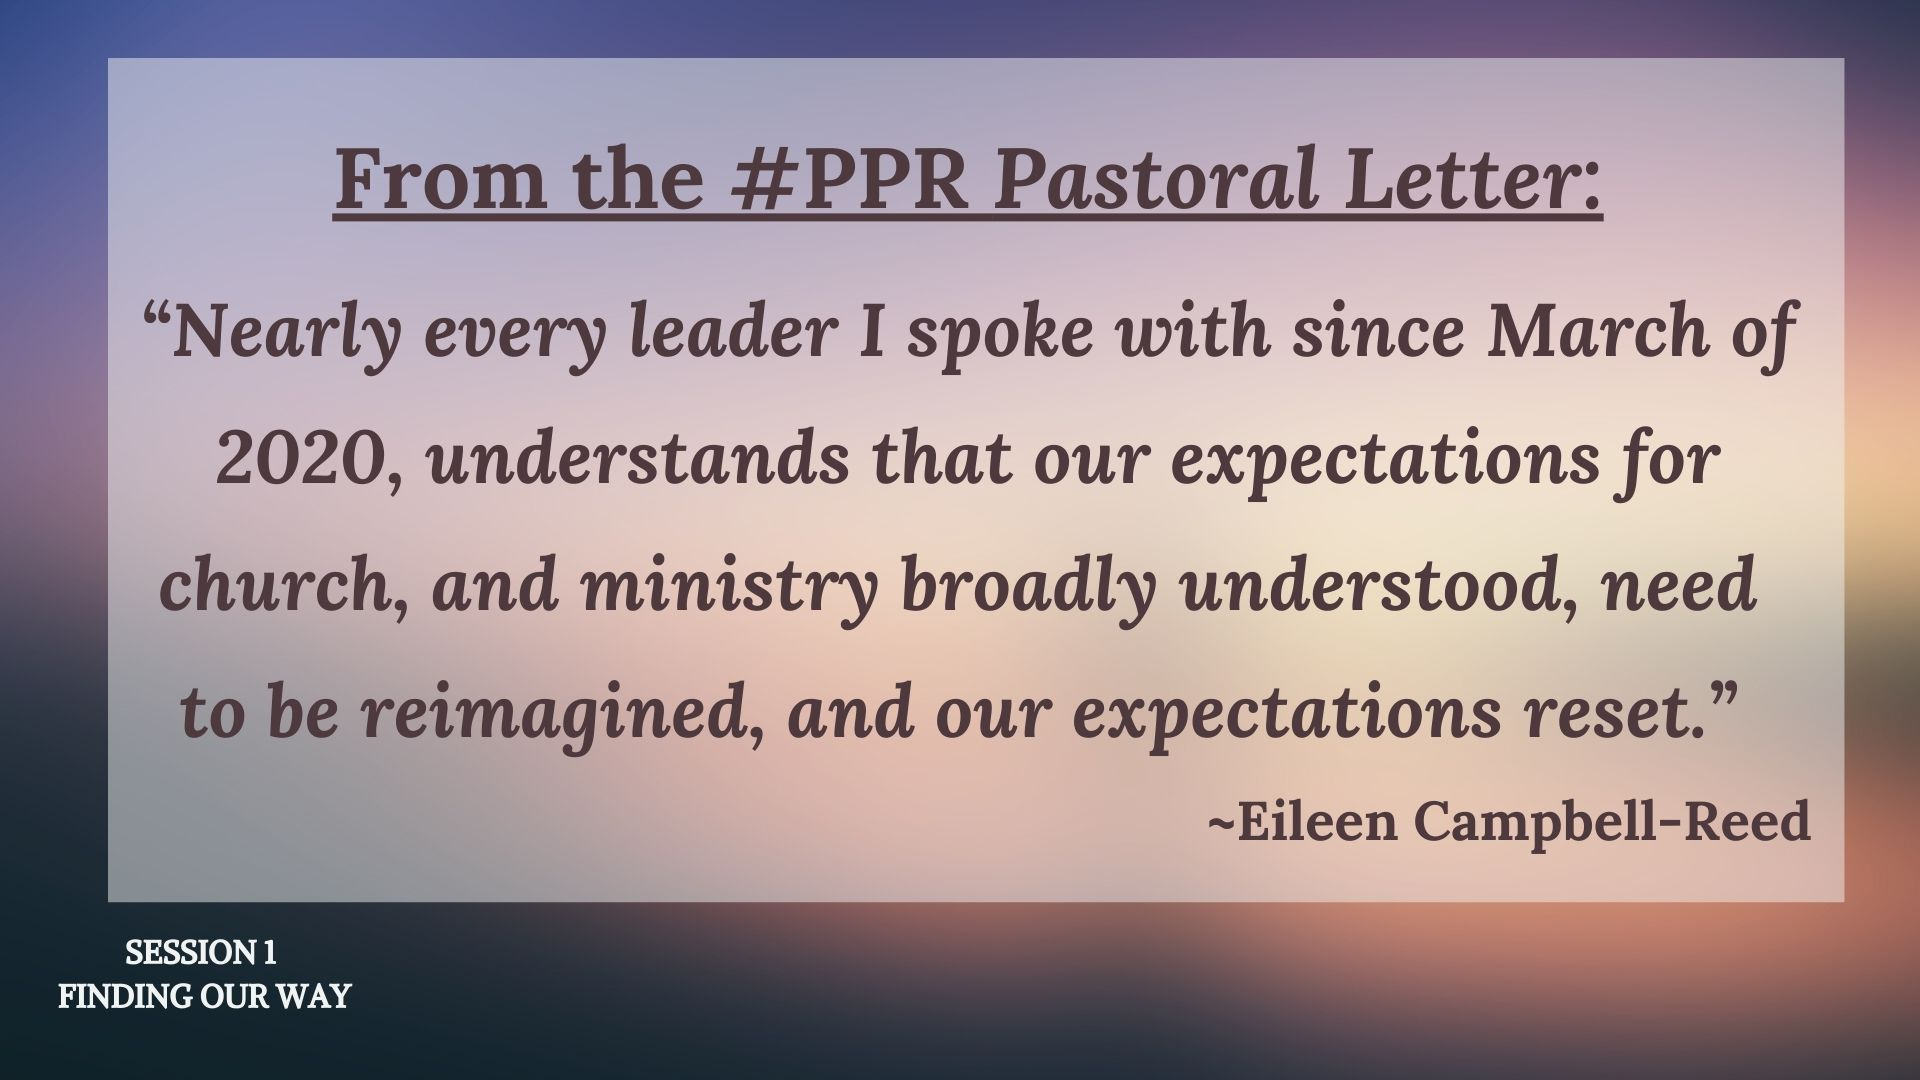 From the #PPR Pastoral Letter:
“Nearly every leader I spoke with since March of
2020, understands that our expectations for
church, and ministry broadly understood, need
to be reimagined, and our expectations reset.”
~Eileen Campbell-Reed
SESSION 1
FINDING OUR WAY